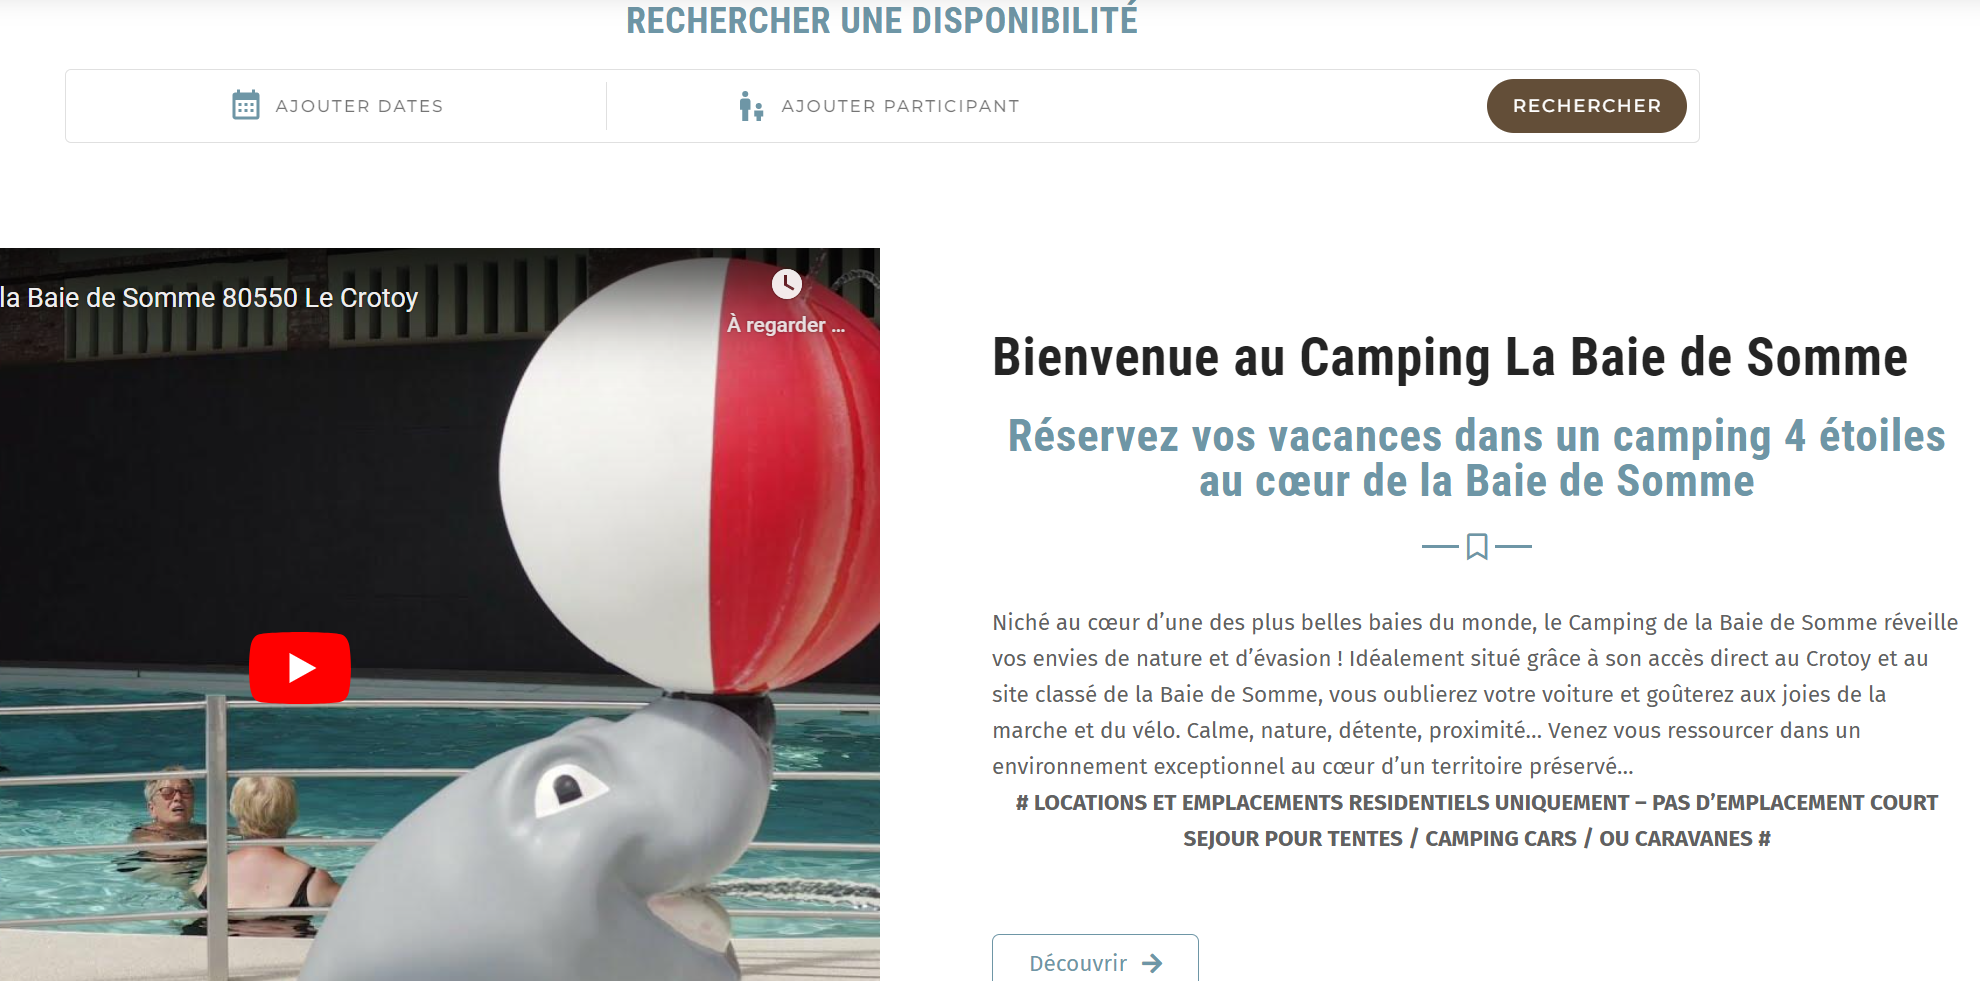 RECHERCHER UNE DISPONIBILITÉ
AJOUTER DATES
AJOUTER PARTICIPANT
RECHERCHER
la Baie de Somme 80550 Le Crotoy
À regarder ...
Bienvenue au Camping La Baie de Somme
Réservez vos vacances dans un camping 4 étoiles
au cœur de la Baie de Somme
Niché au cœur d’une des plus belles baies du monde, le Camping de la Baie de Somme réveille
vos envies de nature et d’évasion ! Idéalement situé grâce à son accès direct au Crotoy et au
site classé de la Baie de Somme, vous oublierez votre voiture et goûterez aux joies de la
marche et du vélo. Calme, nature, détente, proximité… Venez vous ressourcer dans un
environnement exceptionnel au cœur d’un territoire préservé…
# LOCATIONS ET EMPLACEMENTS RESIDENTIELS UNIQUEMENT – PAS D’EMPLACEMENT COURT
SEJOUR POUR TENTES / CAMPING CARS / OU CARAVANES #
Découvrir